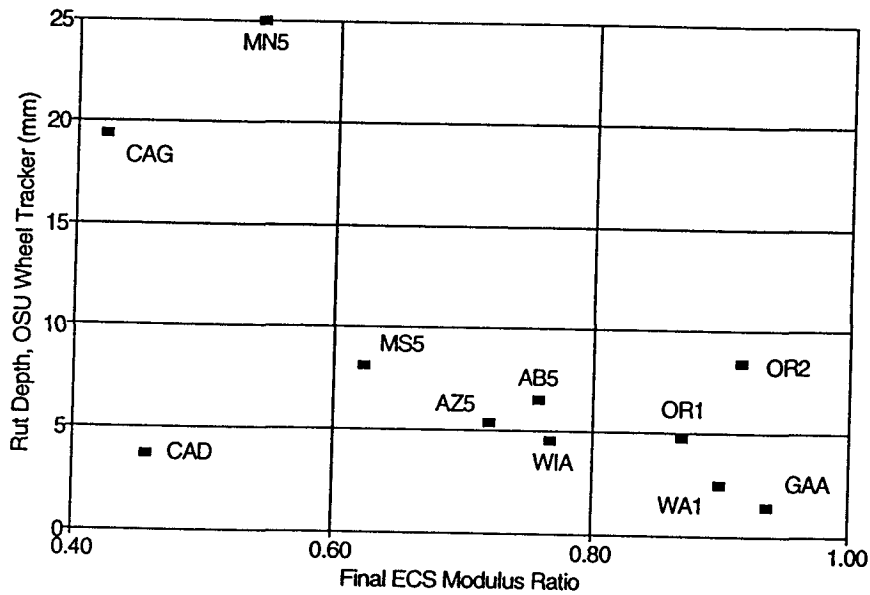 25
MN5
20
CAG
15
10
MS5
OR2
AB5
AZ5
OR1
5
CAD
WIA
GAA
WA1
0
0.40
0.60
0.80
1.00
Rut Depth, OSU Wheel Tracker (mm)
Final ECS Modulus Ratio